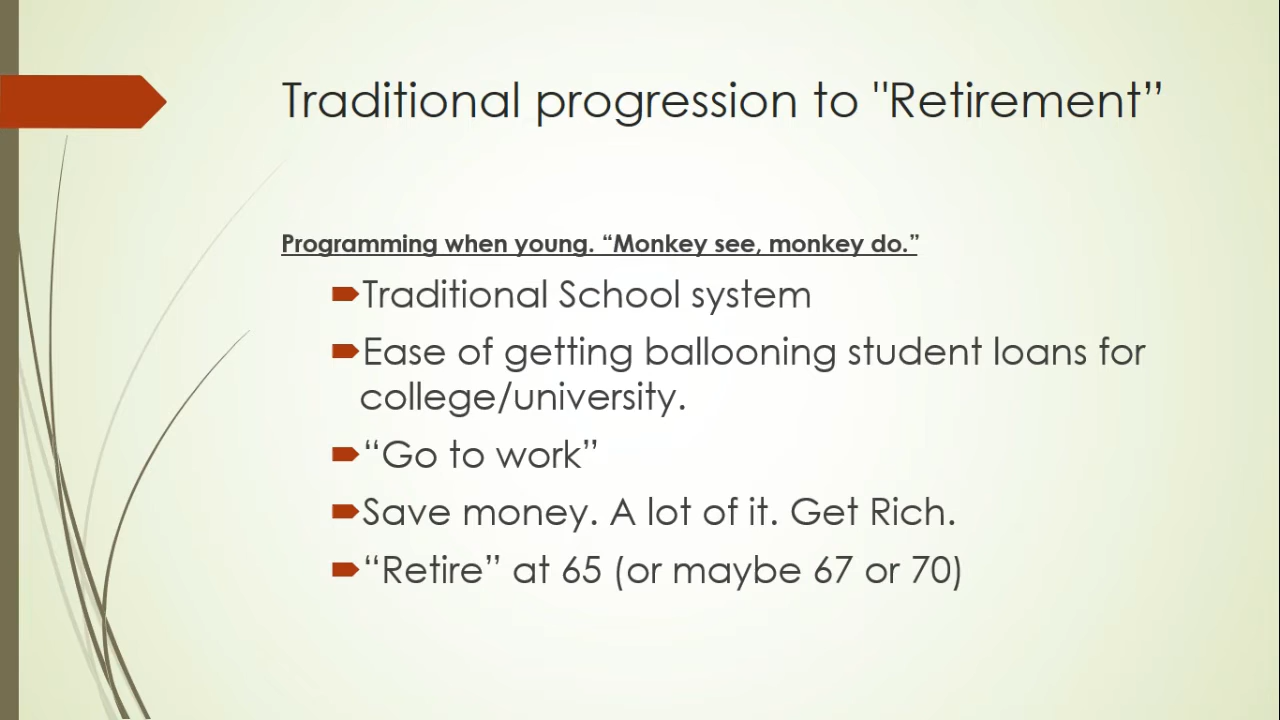 Traditional progression to "Retirement”
Programming when young. “Monkey see, monkey do.”
Traditional School system
Ease of getting ballooning student loans for
college/university.
“Go to work”
Save money. A lot of it. Get Rich.
“Retire” at 65 (or maybe 67 or 70)